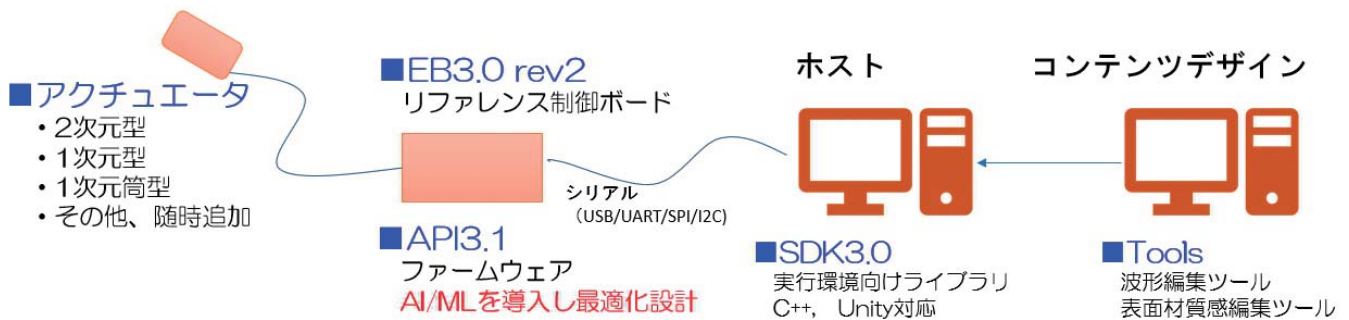 ■アクチュエータ
・2次元型
・1次元型
・1次元筒型
・その他、随時追加
■EB3.0 rev2
リファレンス制御ボード
■API3.1
ファームウェア
AI/MLを導入し最適化設計
シリアル
(USB/UART/SPI/I2C)
ホスト
■SDK3.0
実行環境向けライブラリ
C++, Unity対応
コンテンツデザイン
■Tools
波形編集ツール
表面材質感編集ツール